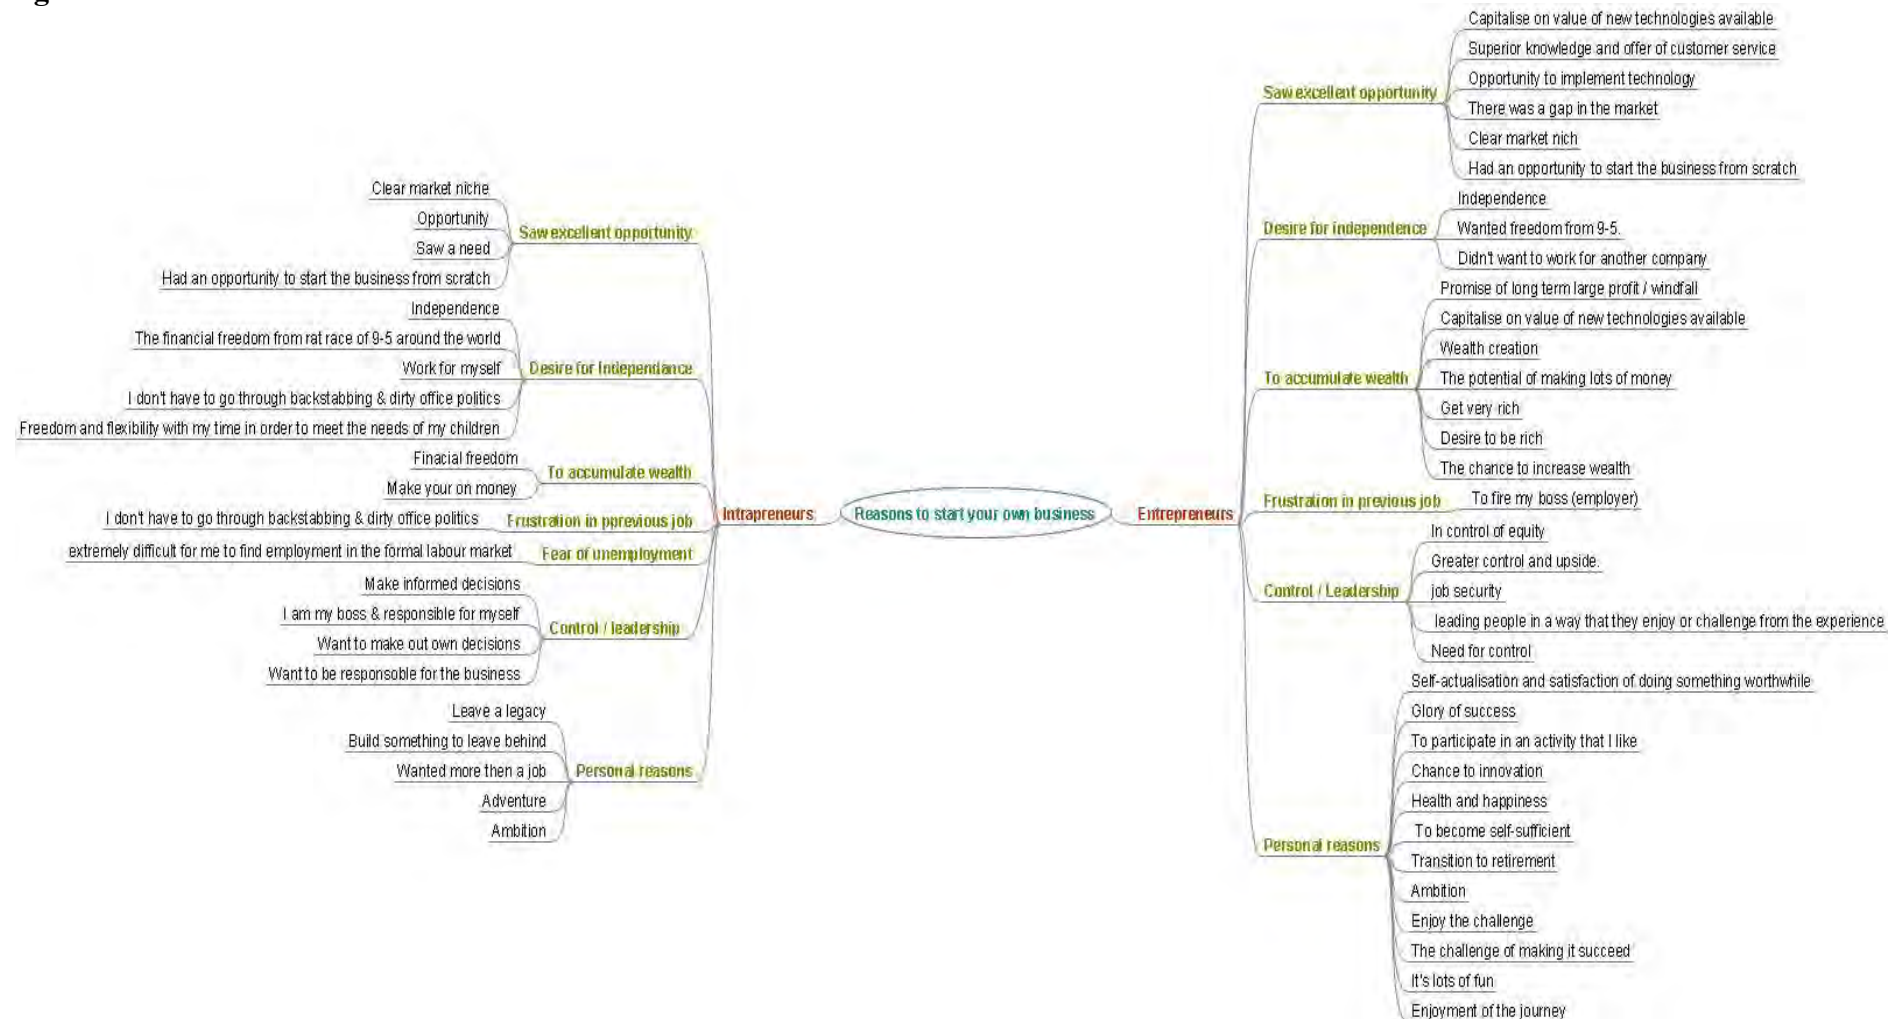 Reasons to start your own business
Intrapreneurs
Saw excellent opportunity
Clear market niche
Opportunity
Saw a need
Had an opportunity to start the business from scratch
Desire for Independance
Independence
The financial freedom from rat race of 9-5 around the world
Work for myself
I don't have to go through backstabbing & dirty office politics
Freedom and flexibility with my time in order to meet the needs of my children
To accumulate wealth
Finacial freedom
Make your on money
Frustration in pprevious job
I don't have to go through backstabbing & dirty office politics
Fear of unemployment
extremely difficult for me to find employment in the formal labour market
Control / leadership
Make informed decisions
I am my boss & responsible for myself
Want to make out own decisions
Want to be responsoble for the business
Personal reasons
Leave a legacy
Build something to leave behind
Wanted more then a job
Adventure
Ambition
Entrepreneurs
Saw excellent opportunity
Capitalise on value of new technologies available
Superior knowledge and offer of customer service
Opportunity to implement technology
There was a gap in the market
Clear market nich
Had an opportunity to start the business from scratch
Desire for independence
Independence
Wanted freedom from 9-5.
Didn't want to work for another company
To accumulate wealth
Promise of long term large profit / windfall
Capitalise on value of new technologies available
Wealth creation
The potential of making lots of money
Get very rich
Desire to be rich
The chance to increase wealth
Frustration in previous job
To fire my boss (employer)
Control / Leadership
In control of equity
Greater control and upside.
job security
leading people in a way that they enjoy or challenge from the experience
Need for control
Personal reasons
Self-actualisation and satisfaction of doing something worthwhile
Glory of success
To participate in an activity that I like
Chance to innovation
Health and happiness
To become self-sufficient
Transition to retirement
Ambition
Enjoy the challenge
The challenge of making it succeed
It's lots of fun
Enjoyment of the journey